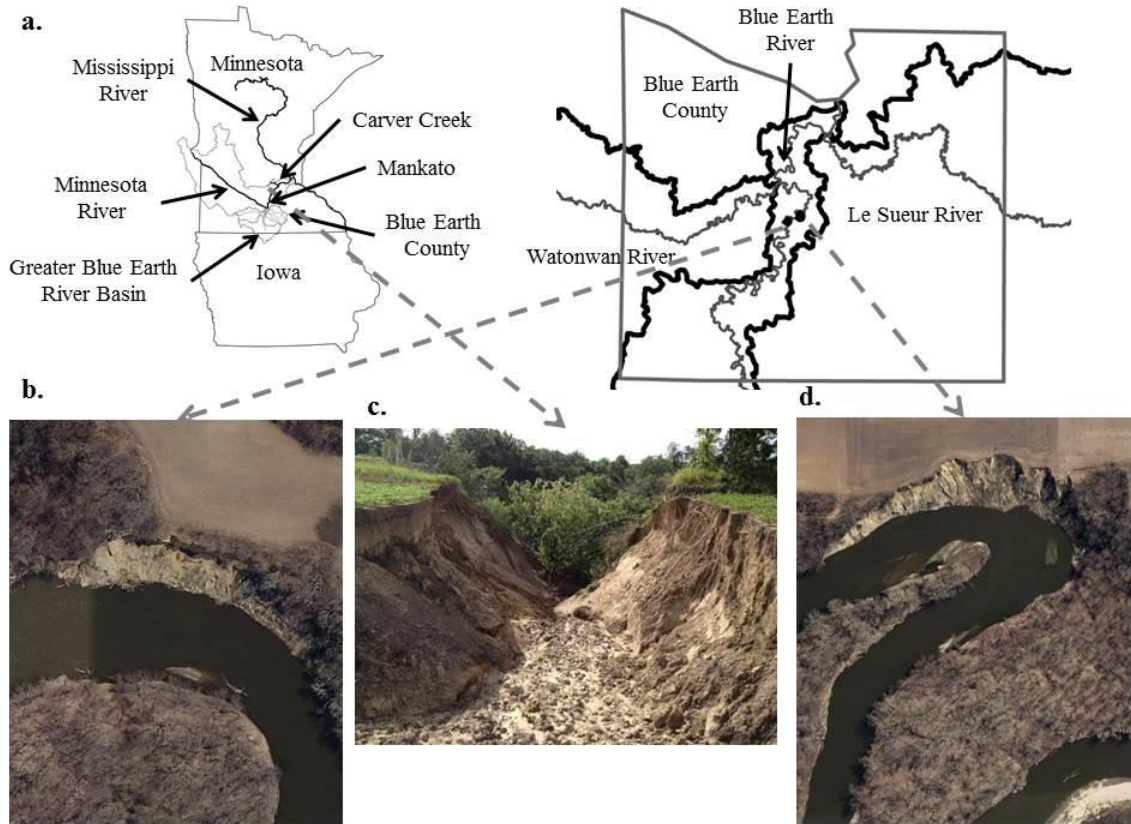 a.
Minnesota
Mississippi
River
Carver Creek
Mankato
Minnesota
River
Blue Earth
County
Greater Blue Earth
River Basin
Iowa
Blue Earth
River
Blue Earth
County
Le Sueur River
Watonwan River
b.
c.
d.